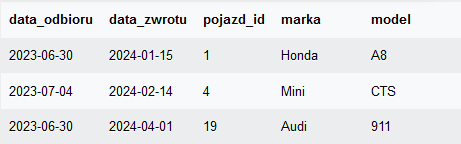 data_odbioru data_zwrotu pojazd_id marka model
2023-06-30 2024-01-15 1 Honda A8
2023-07-04 2024-02-14 4 Mini CTS
2023-06-30 2024-04-01 19 Audi 911